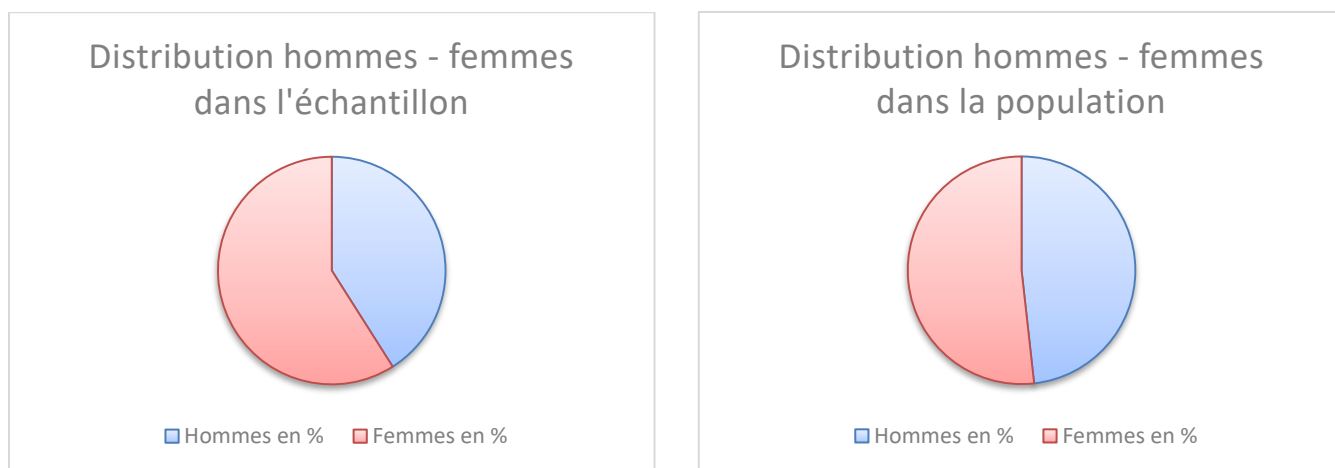 Distribution hommes - femmes
dans l'échantillon
Hommes en %
Femmes en %
Distribution hommes - femmes
dans la population
Hommes en %
Femmes en %